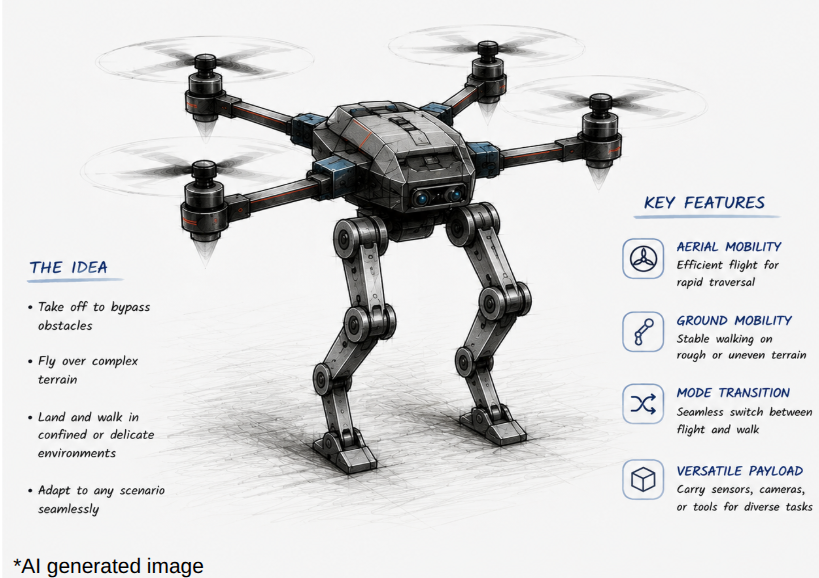 THE IDEA
• Take off to bypass
obstacles
• Fly over complex
terrain
• Land and walk in
confined or delicate
environments
• Adapt to any scenario
seamlessly
KEY FEATURES
AERIAL MOBILITY
Efficient flight for
rapid traversal
GROUND MOBILITY
Stable walking on
rough or uneven terrain
MODE TRANSITION
Seamless switch between
flight and walk
VERSATILE PAYLOAD
Carry sensors, cameras,
or tools for diverse tasks
*AI generated image